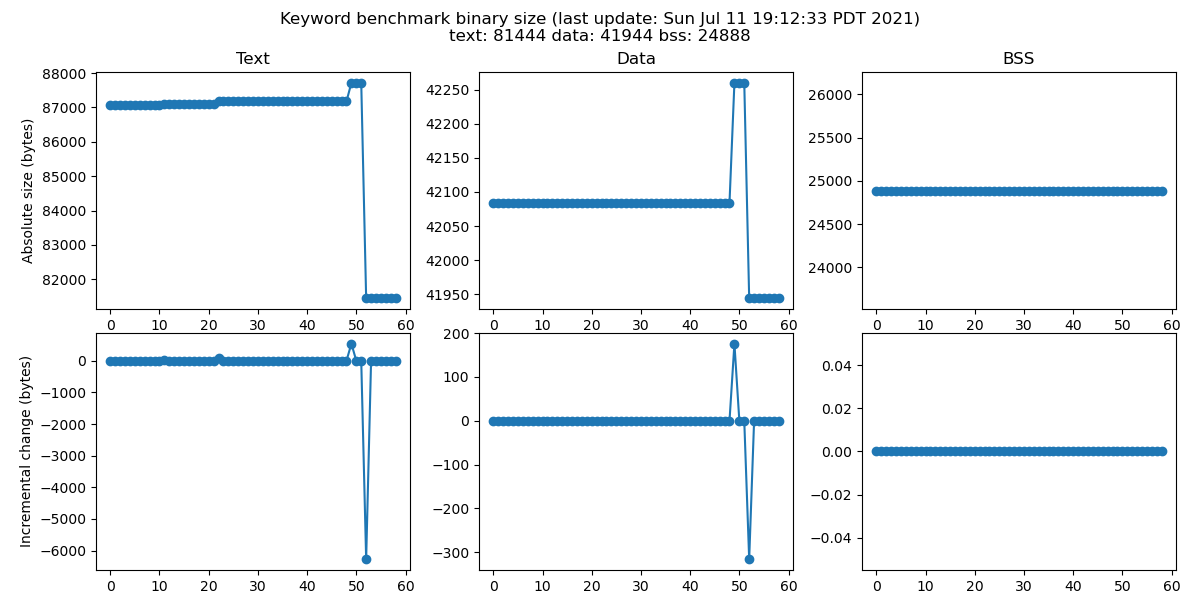 Keyword benchmark binary size (last update: Sun Jul 11 19:12:33 PDT 2021)
text: 81444 data: 41944 bss: 24888
Text
Data
BSS
Absolute size (bytes)
88000
87000
86000
85000
84000
83000
82000
0 10 20 30 40 50 60
42250
42200
42150
42100
42050
42000
41950
0 10 20 30 40 50 60
26000
25500
25000
24500
24000
0 10 20 30 40 50 60
Incremental change (bytes)
0
−1000
−2000
−3000
−4000
−5000
−6000
0 10 20 30 40 50 60
200
100
0
−100
−200
−300
0 10 20 30 40 50 60
0.04
0.02
0.00
−0.02
−0.04
0 10 20 30 40 50 60